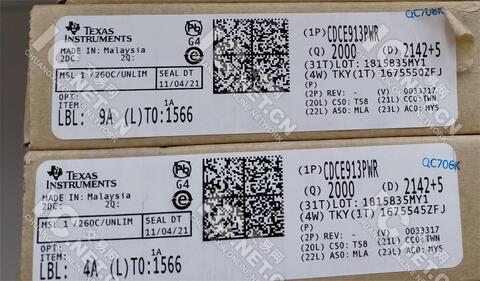 QC706K
TEXAS
INSTRUMENTS
MADE IN: Malaysia
2DC: 2Q:
Pb
G4
MSL 1 /260C/UNLIM SEAL DT
11/04/21
OPT:
ITEM: 1A
LBL: 9A (L)TO:1566
(1P)CDCE913PWR
(Q) 2000 (D) 2142+5
(31T)LOT: 1815835MY1
(4W) TKY(1T) 1675550ZFJ
(P)
(2P) REV: - (V) 0033317
(20L) CSO: TS8 (21L) CCO:TWN
(22L) ASO: MLA (23L) ACO: MYS
TEXAS
INSTRUMENTS
MADE IN: Malaysia
2DC: 2Q:
Pb
G4
MSL 1 /260C/UNLIM SEAL DT
11/04/21
OPT:
ITEM: 1A
LBL: 4A (L)TO:1566
(1P)CDCE913PWR
QC706K
(Q) 2000 (D) 2142+5
(31T)LOT: 1815835MY1
(4W) TKY(1T) 1675545ZFJ
(P)
(2P) REV: - (V) 0033317
(20L) CSO: TS8 (21L) CCO:TWN
(22L) ASO: MLA (23L) ACO: MYS